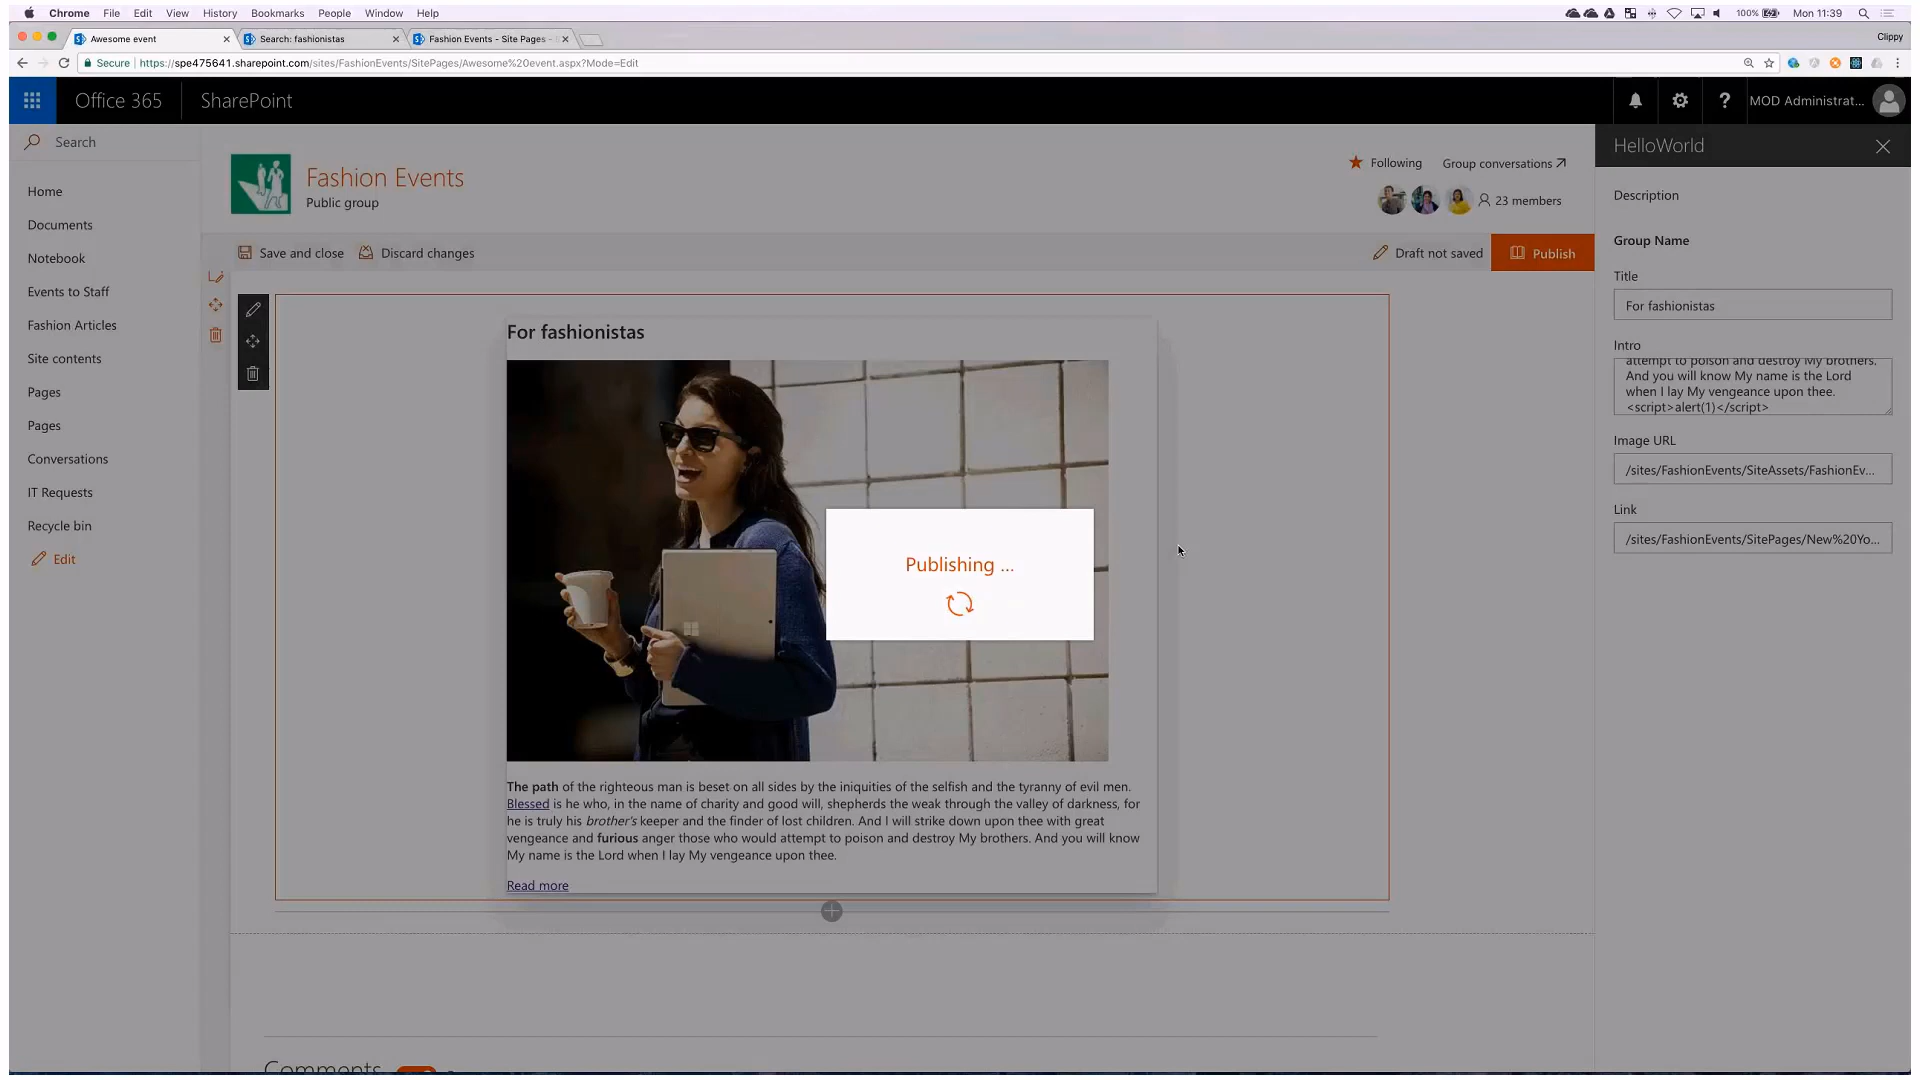 Chrome File Edit View History Bookmarks People Window Help 100% Mon 11:39
Awesome event
Search: fashionistas
Fashion Events - Site Pages -
Clippy
Secure https://spe475641.sharepoint.com/sites/FashionEvents/SitePages/Awesome%20event.aspx?Mode=Edit
Office 365 SharePoint ? MOD Administrat...
Search
Home
Documents
Notebook
Events to Staff
Fashion Articles
Site contents
Pages
Pages
Conversations
IT Requests
Recycle bin
Edit
Fashion Events
Public group
Following Group conversations
23 members
Save and close Discard changes Draft not saved Publish
For fashionistas
Publishing ...
The path of the righteous man is beset on all sides by the iniquities of the selfish and the tyranny of evil men.
Blessed is he who, in the name of charity and good will, shepherds the weak through the valley of darkness, for
he is truly his brother's keeper and the finder of lost children. And I will strike down upon thee with great
vengeance and furious anger those who would attempt to poison and destroy My brothers. And you will know
My name is the Lord when I lay My vengeance upon thee.
Read more
Comments
HelloWorld
Description
Group Name
Title
For fashionistas
Intro
attempt to poison and destroy My brothers.
And you will know My name is the Lord
when I lay My vengeance upon thee.
<script>alert(1)</script>
Image URL
/sites/FashionEvents/SiteAssets/FashionEv...
Link
/sites/FashionEvents/SitePages/New%20Yo...